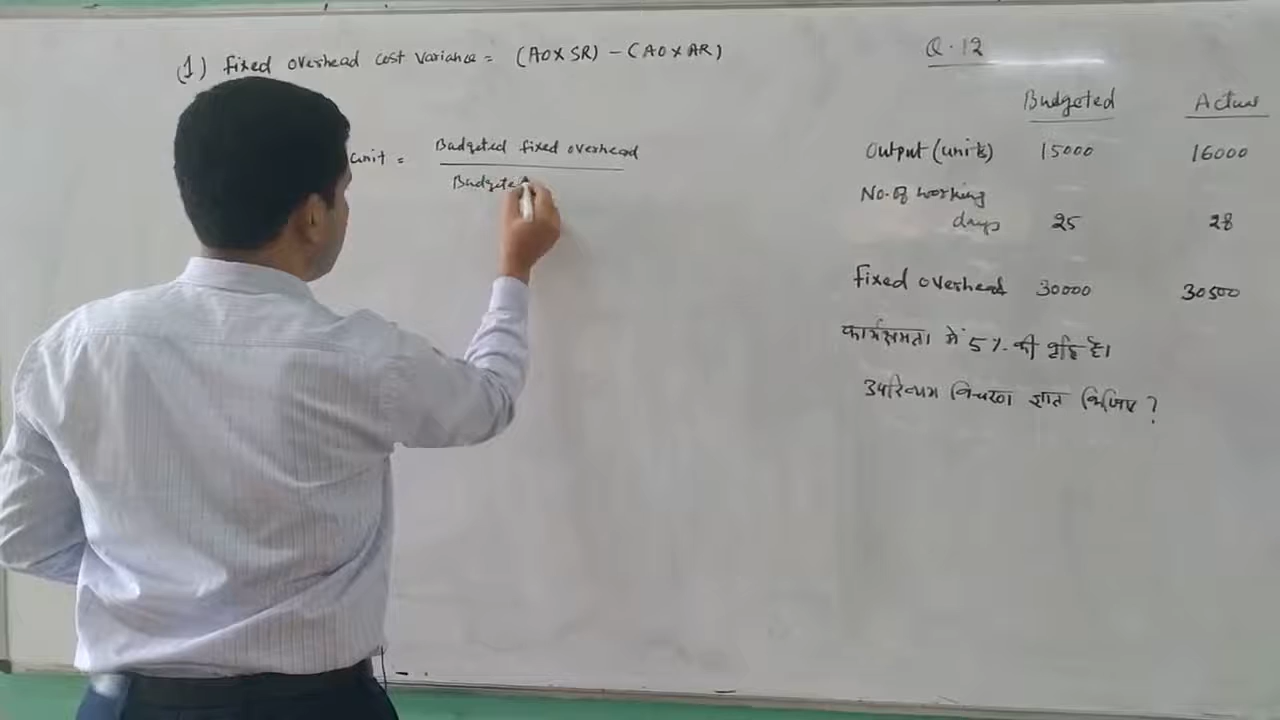 (1) fixed overhead cost variance = (AO X SR) - (AO X AR)
unit = Budgeted fixed overhead
Budgeted
Q. 12
Budgeted Actual
Output (units) 15000 16000
No. of working
days 25 28
fixed overhead 30000 30500
कार्यक्षमता में 5 %. की वृद्धि है।
उपरिव्यय विचरण ज्ञात किजिए ?